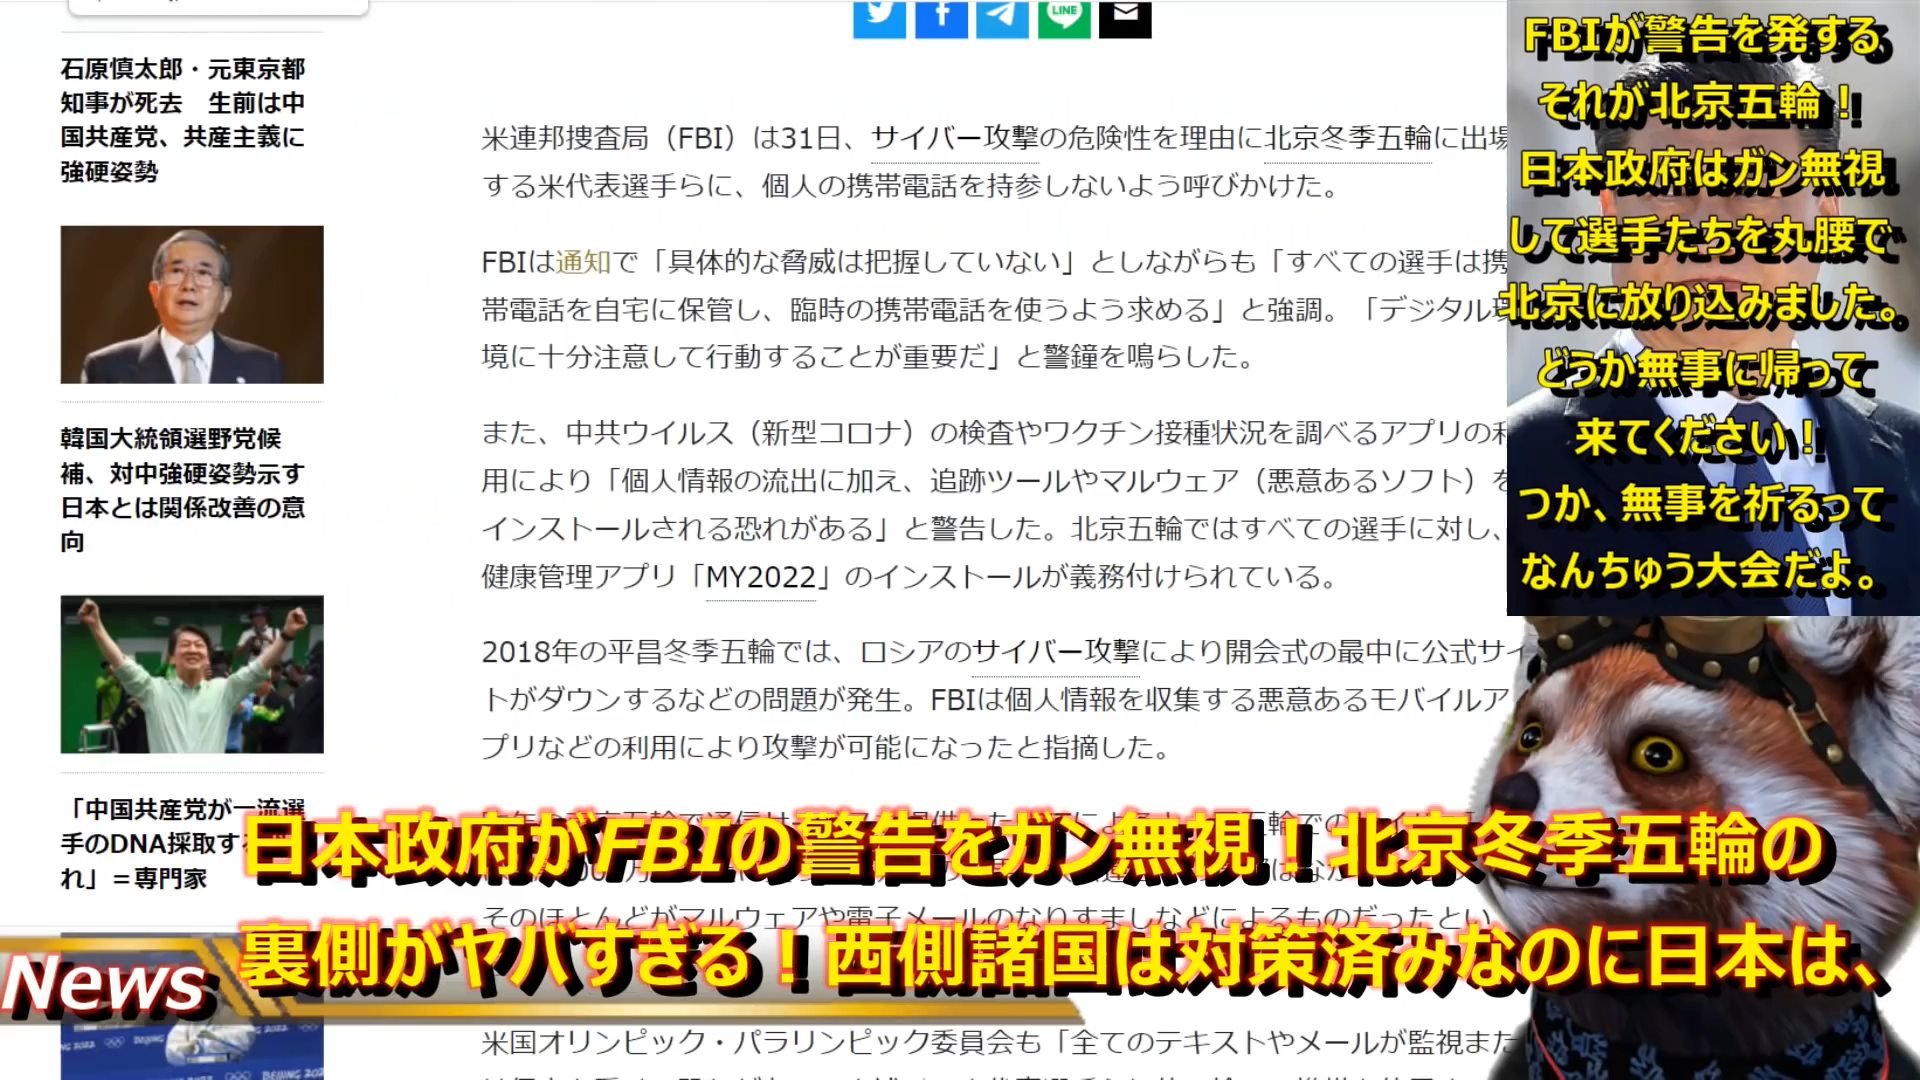 石原慎太郎・元東京都
知事が死去　生前は中
国共産党、共産主義に
強硬姿勢
韓国大統領選野党候
補、対中強硬姿勢示す
日本とは関係改善の意
向
「中国共産党が一流選
手のDNA採取す
れ」＝専門家
LINE
米連邦捜査局（FBI）は31日、サイバー攻撃の危険性を理由に北京冬季五輪に出場
する米代表選手らに、個人の携帯電話を持参しないよう呼びかけた。
FBIは通知で「具体的な脅威は把握していない」としながらも「すべての選手は携
帯電話を自宅に保管し、臨時の携帯電話を使うよう求める」と強調。「デジタル環
境に十分注意して行動することが重要だ」と警鐘を鳴らした。
また、中共ウイルス（新型コロナ）の検査やワクチン接種状況を調べるアプリの利
用により「個人情報の流出に加え、追跡ツールやマルウェア（悪意あるソフト）を
インストールされる恐れがある」と警告した。北京五輪ではすべての選手に対し、
健康管理アプリ「MY2022」のインストールが義務付けられている。
2018年の平昌冬季五輪では、ロシアのサイバー攻撃により開会式の最中に公式サイ
トがダウンするなどの問題が発生。FBIは個人情報を収集する悪意あるモバイルア
プリなどの利用により攻撃が可能になったと指摘した。
そのほとんどがマルウェアや電子メールのなりすましなどによるものだったとい
米国オリンピック・パラリンピック委員会も「全てのテキストやメールが監視また
FBIが警告を発する
それが北京五輪！
日本政府はガン無視
して選手たちを丸腰で
北京に放り込みました。
どうか無事に帰って
来てください！
つか、無事を祈るって
なんちゅう大会だよ。
日本政府がFBIの警告をガン無視！北京冬季五輪の
裏側がヤバすぎる！西側諸国は対策済みなのに日本は、
News